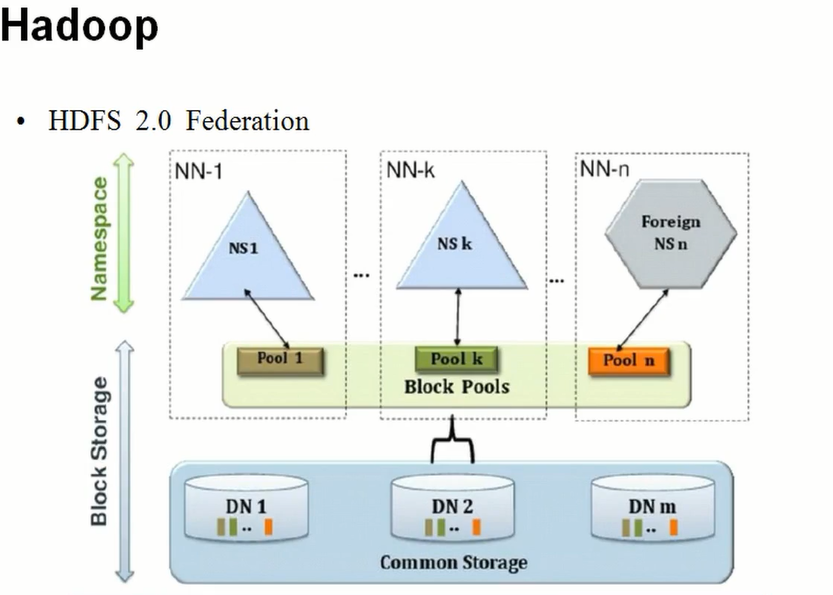 Hadoop
• HDFS 2.0 Federation
Namespace
NN-1
NN-k
NN-n
NS1
NS k
Foreign
NS n
...
...
Pool 1
Pool k
Pool n
Block Pools
Block Storage
DN 1
DN 2
DN m
..
..
..
Common Storage